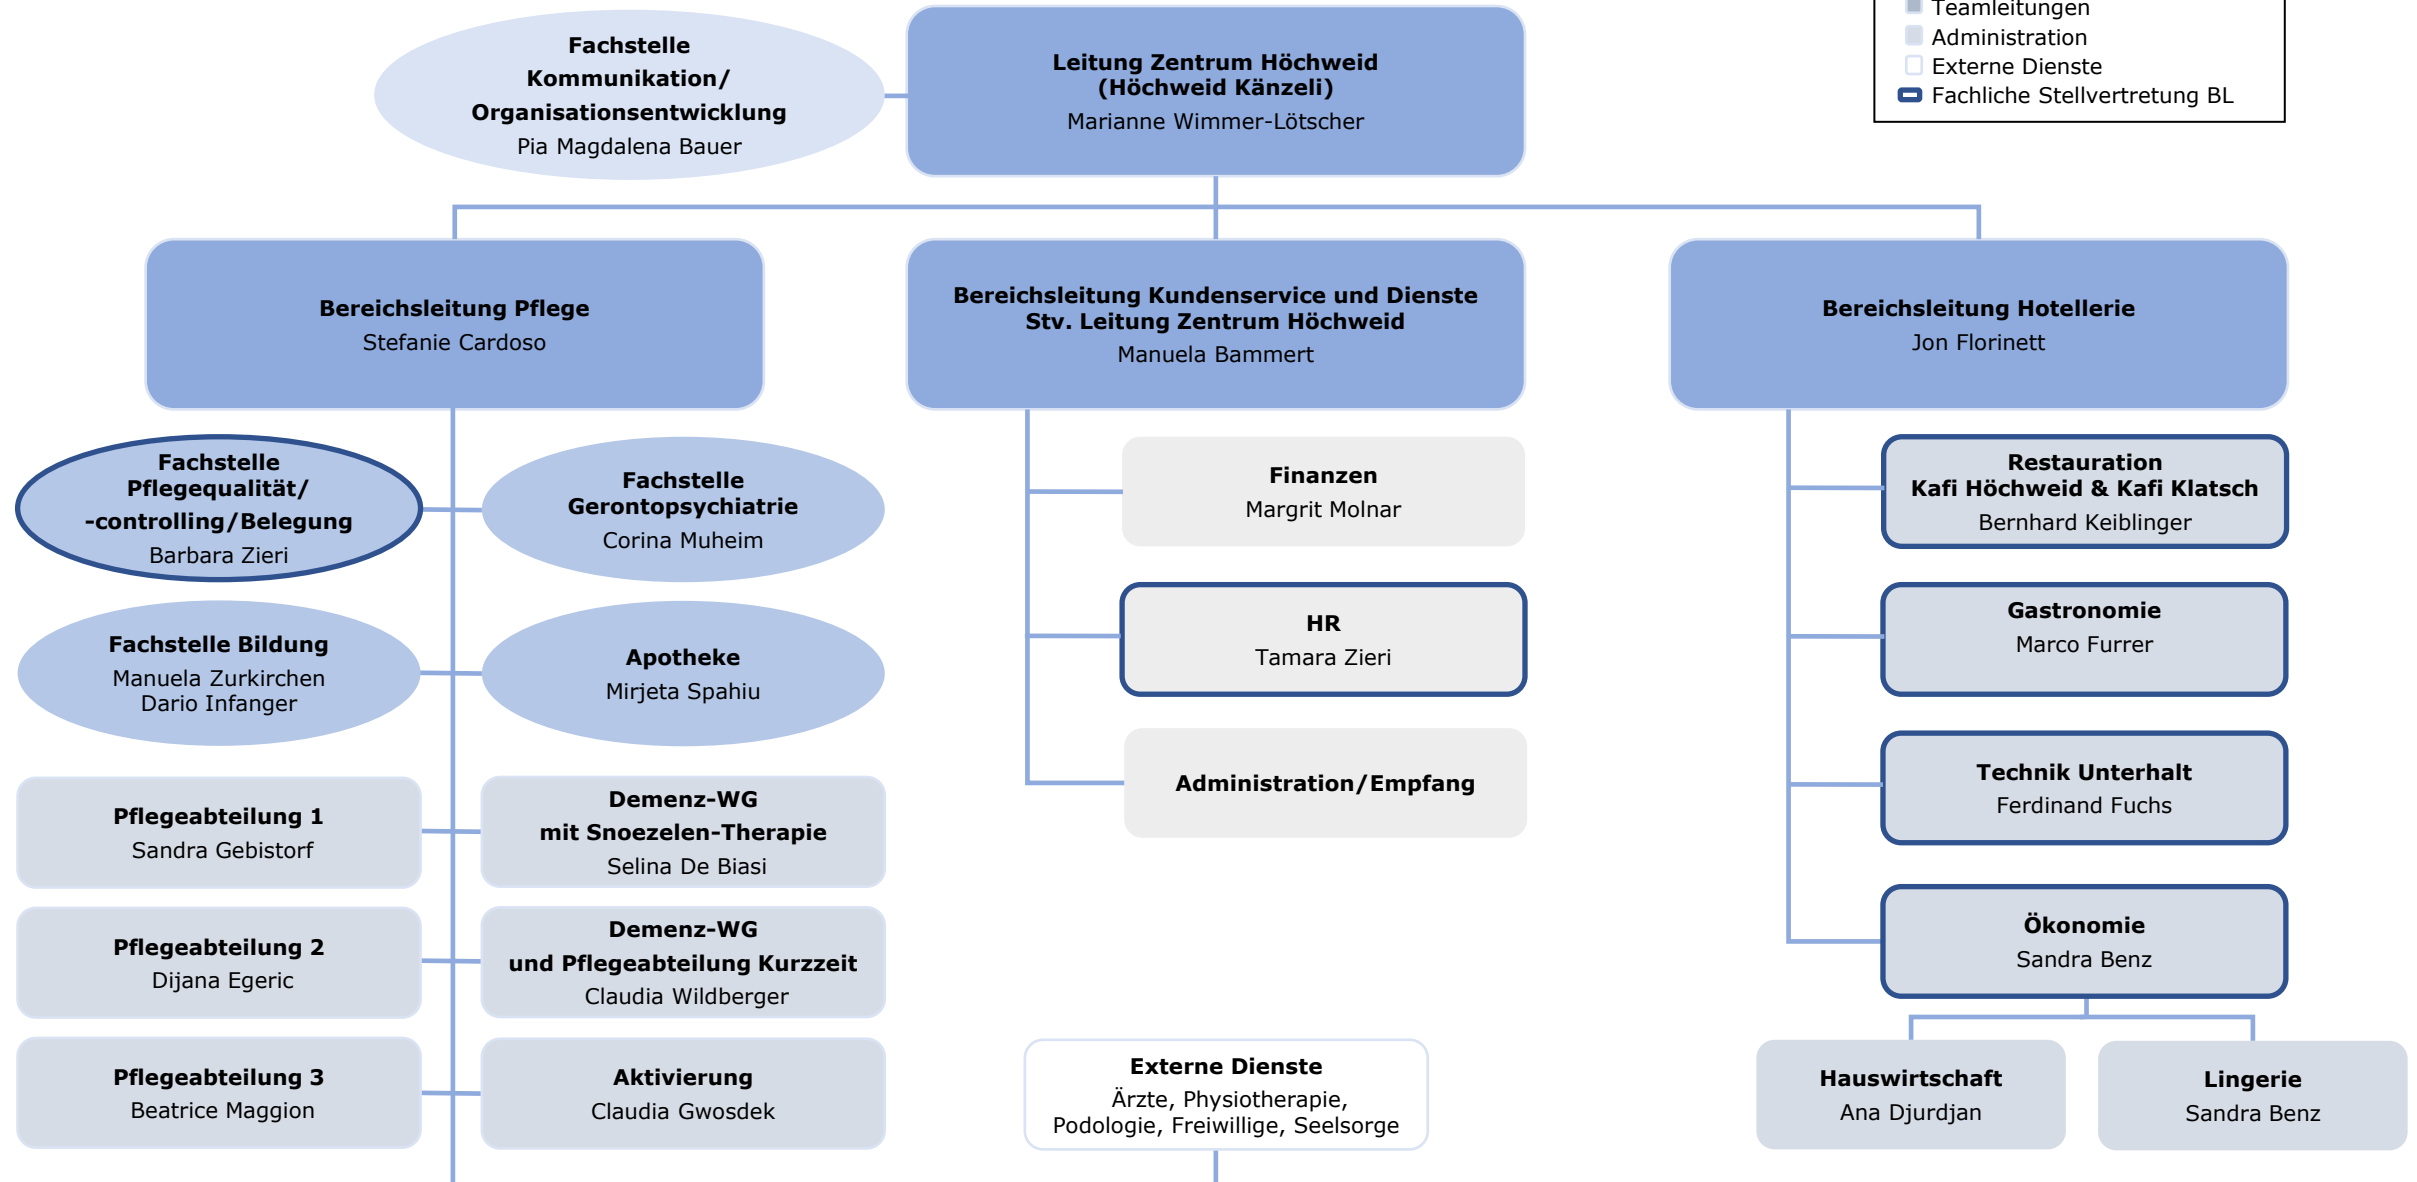 Fachstelle
Kommunikation/
Organisationsentwicklung
Pia Magdalena Bauer
Leitung Zentrum Höchweid
(Höchweid Känzeli)
Marianne Wimmer-Lötscher
Teamleitungen
Administration
Externe Dienste
Fachliche Stellvertretung BL
Bereichsleitung Pflege
Stefanie Cardoso
Bereichsleitung Kundenservice und Dienste
Stv. Leitung Zentrum Höchweid
Manuela Bammert
Bereichsleitung Hotellerie
Jon Florinett
Fachstelle
Pflegequalität/
-controlling/Belegung
Barbara Zieri
Fachstelle
Gerontopsychiatrie
Corina Muheim
Fachstelle Bildung
Manuela Zurkirchen
Dario Infanger
Apotheke
Mirjeta Spahiu
Pflegeabteilung 1
Sandra Gebistorf
Demenz-WG
mit Snoezelen-Therapie
Selina De Biasi
Pflegeabteilung 2
Dijana Egeric
Demenz-WG
und Pflegeabteilung Kurzzeit
Claudia Wildberger
Pflegeabteilung 3
Beatrice Maggion
Aktivierung
Claudia Gwosdek
Finanzen
Margrit Molnar
HR
Tamara Zieri
Administration/Empfang
Externe Dienste
Ärzte, Physiotherapie,
Podologie, Freiwillige, Seelsorge
Restauration
Kafi Höchweid & Kafi Klatsch
Bernhard Keiblinger
Gastronomie
Marco Furrer
Technik Unterhalt
Ferdinand Fuchs
Ökonomie
Sandra Benz
Hauswirtschaft
Ana Djurdjan
Lingerie
Sandra Benz